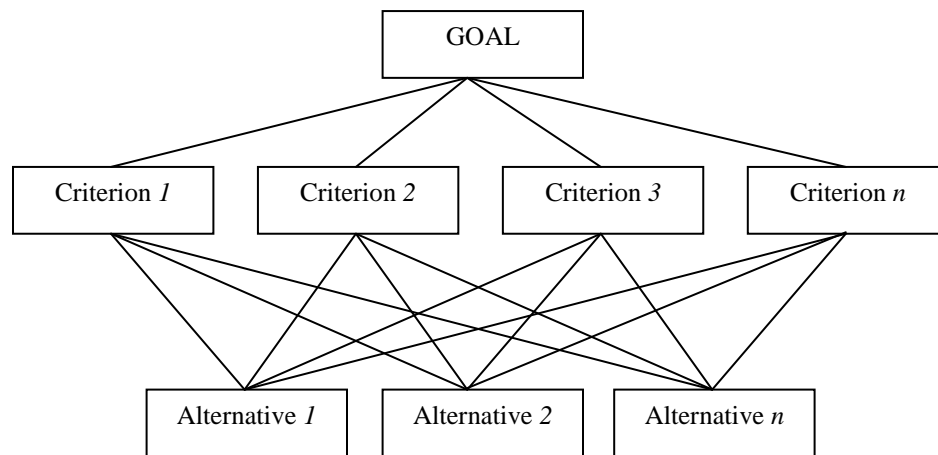 GOAL
Criterion 1
Criterion 2
Criterion 3
Criterion n
Alternative 1
Alternative 2
Alternative n